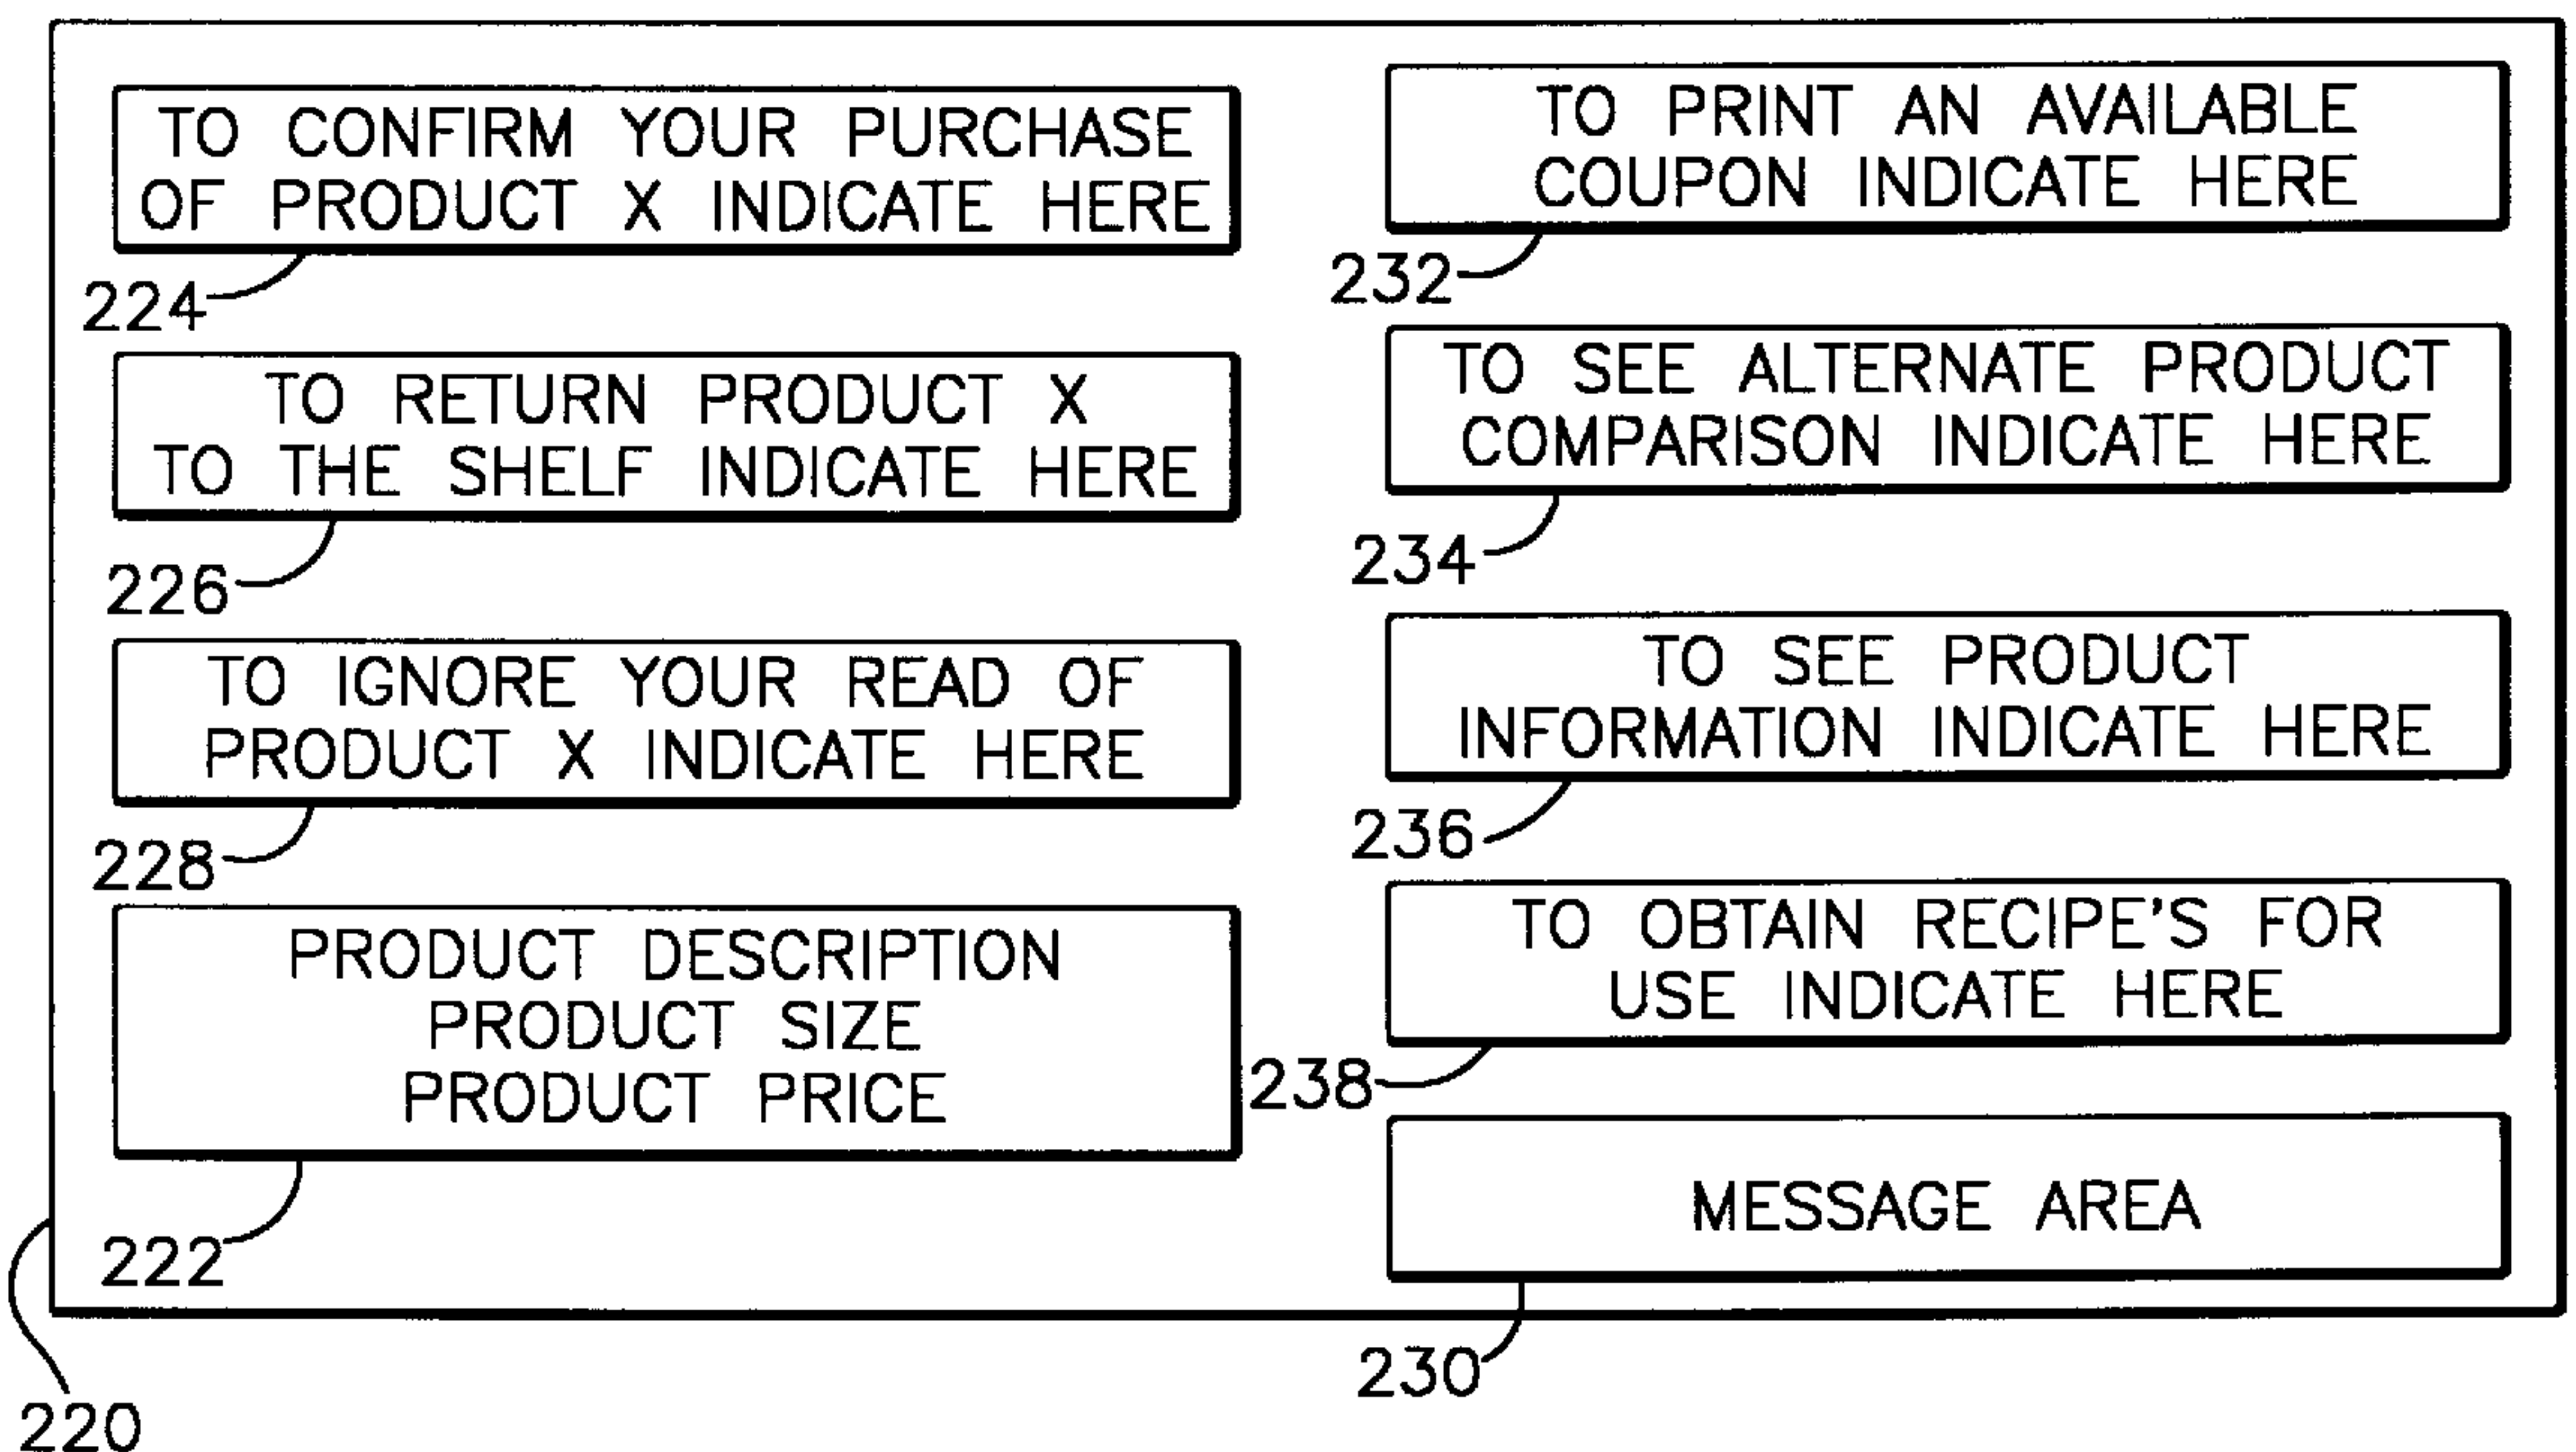 TO CONFIRM YOUR PURCHASE
OF PRODUCT X INDICATE HERE
224
TO RETURN PRODUCT X
TO THE SHELF INDICATE HERE
226
TO IGNORE YOUR READ OF
PRODUCT X INDICATE HERE
228
PRODUCT DESCRIPTION
PRODUCT SIZE
PRODUCT PRICE
222
220
TO PRINT AN AVAILABLE
COUPON INDICATE HERE
232
TO SEE ALTERNATE PRODUCT
COMPARISON INDICATE HERE
234
TO SEE PRODUCT
INFORMATION INDICATE HERE
236
TO OBTAIN RECIPE'S FOR
USE INDICATE HERE
238
MESSAGE AREA
230